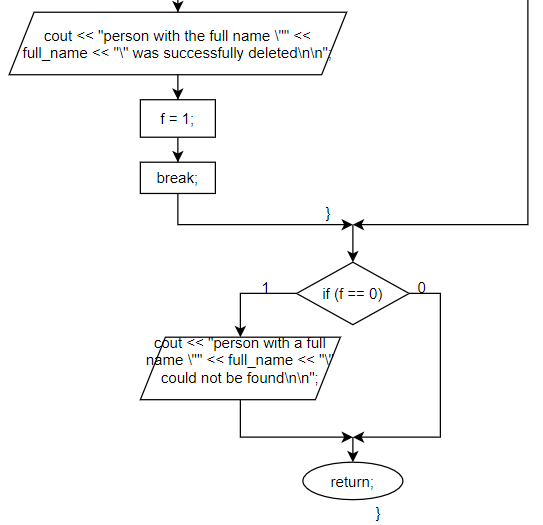 cout << "person with the full name \"" <<
full_name << "\" was successfully deleted\n\n";
f = 1;
break;
}
if (f == 0)
1
0
cout << "person with a full
name \"" << full_name << "\"
could not be found\n\n";
return;
}